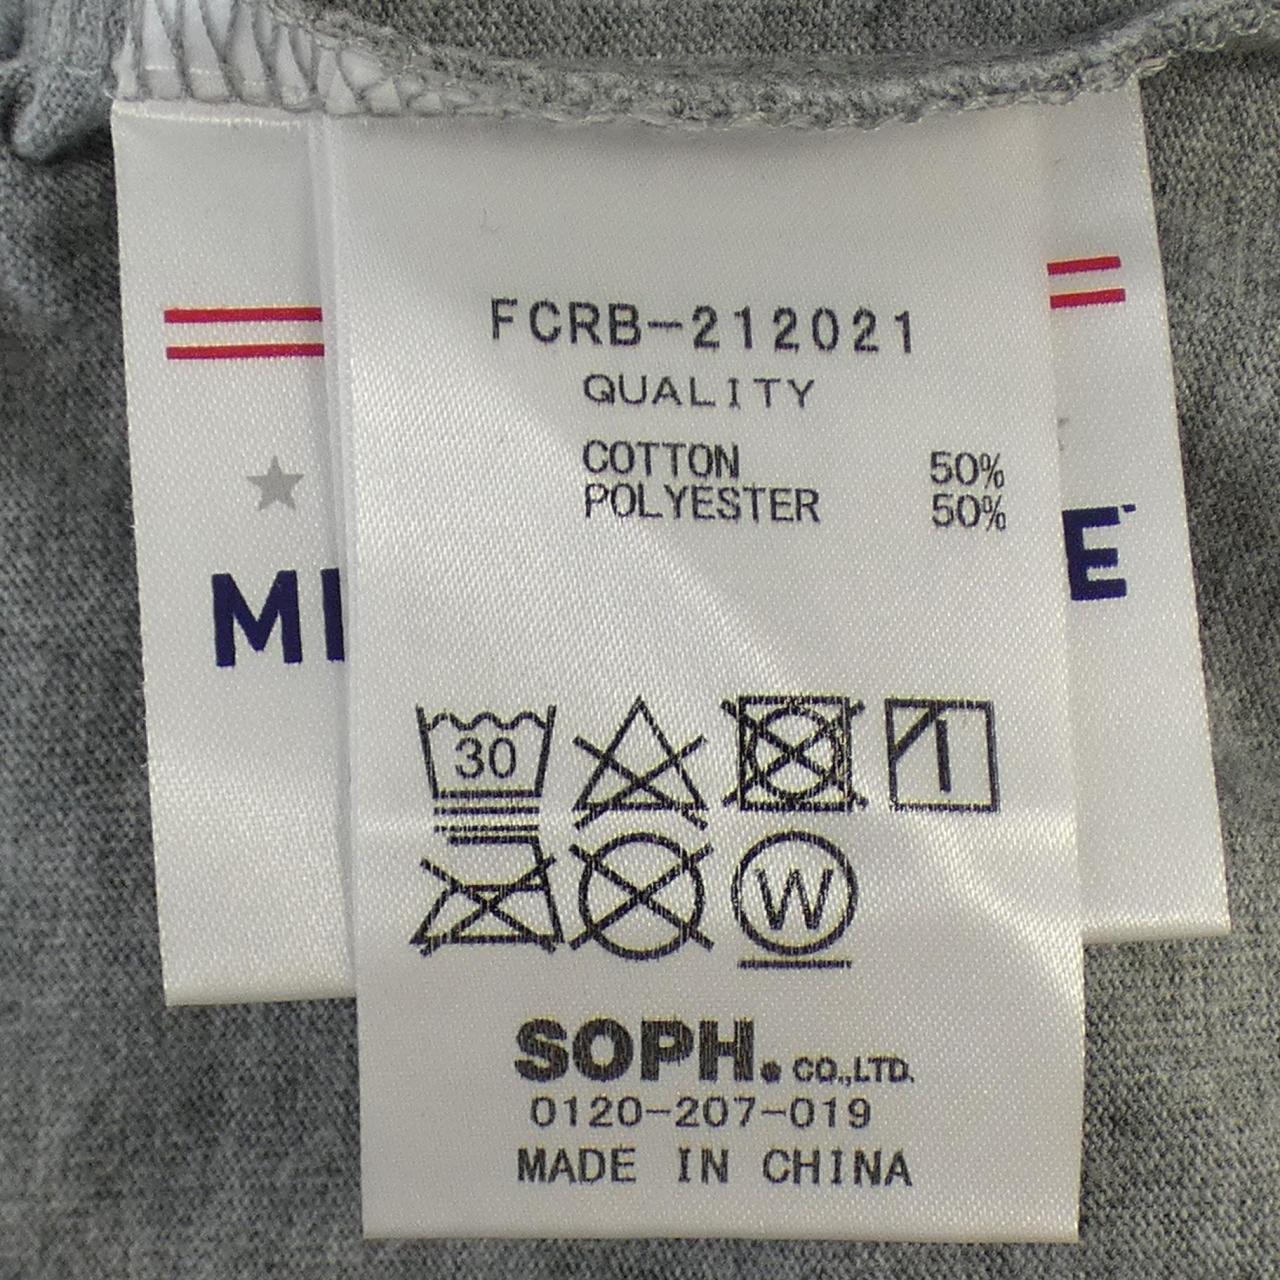 FCRB-212021
QUALITY
COTTON 50%
POLYESTER 50%
30
W
SOPH. CO.,LTD.
0120-207-019
MADE IN CHINA